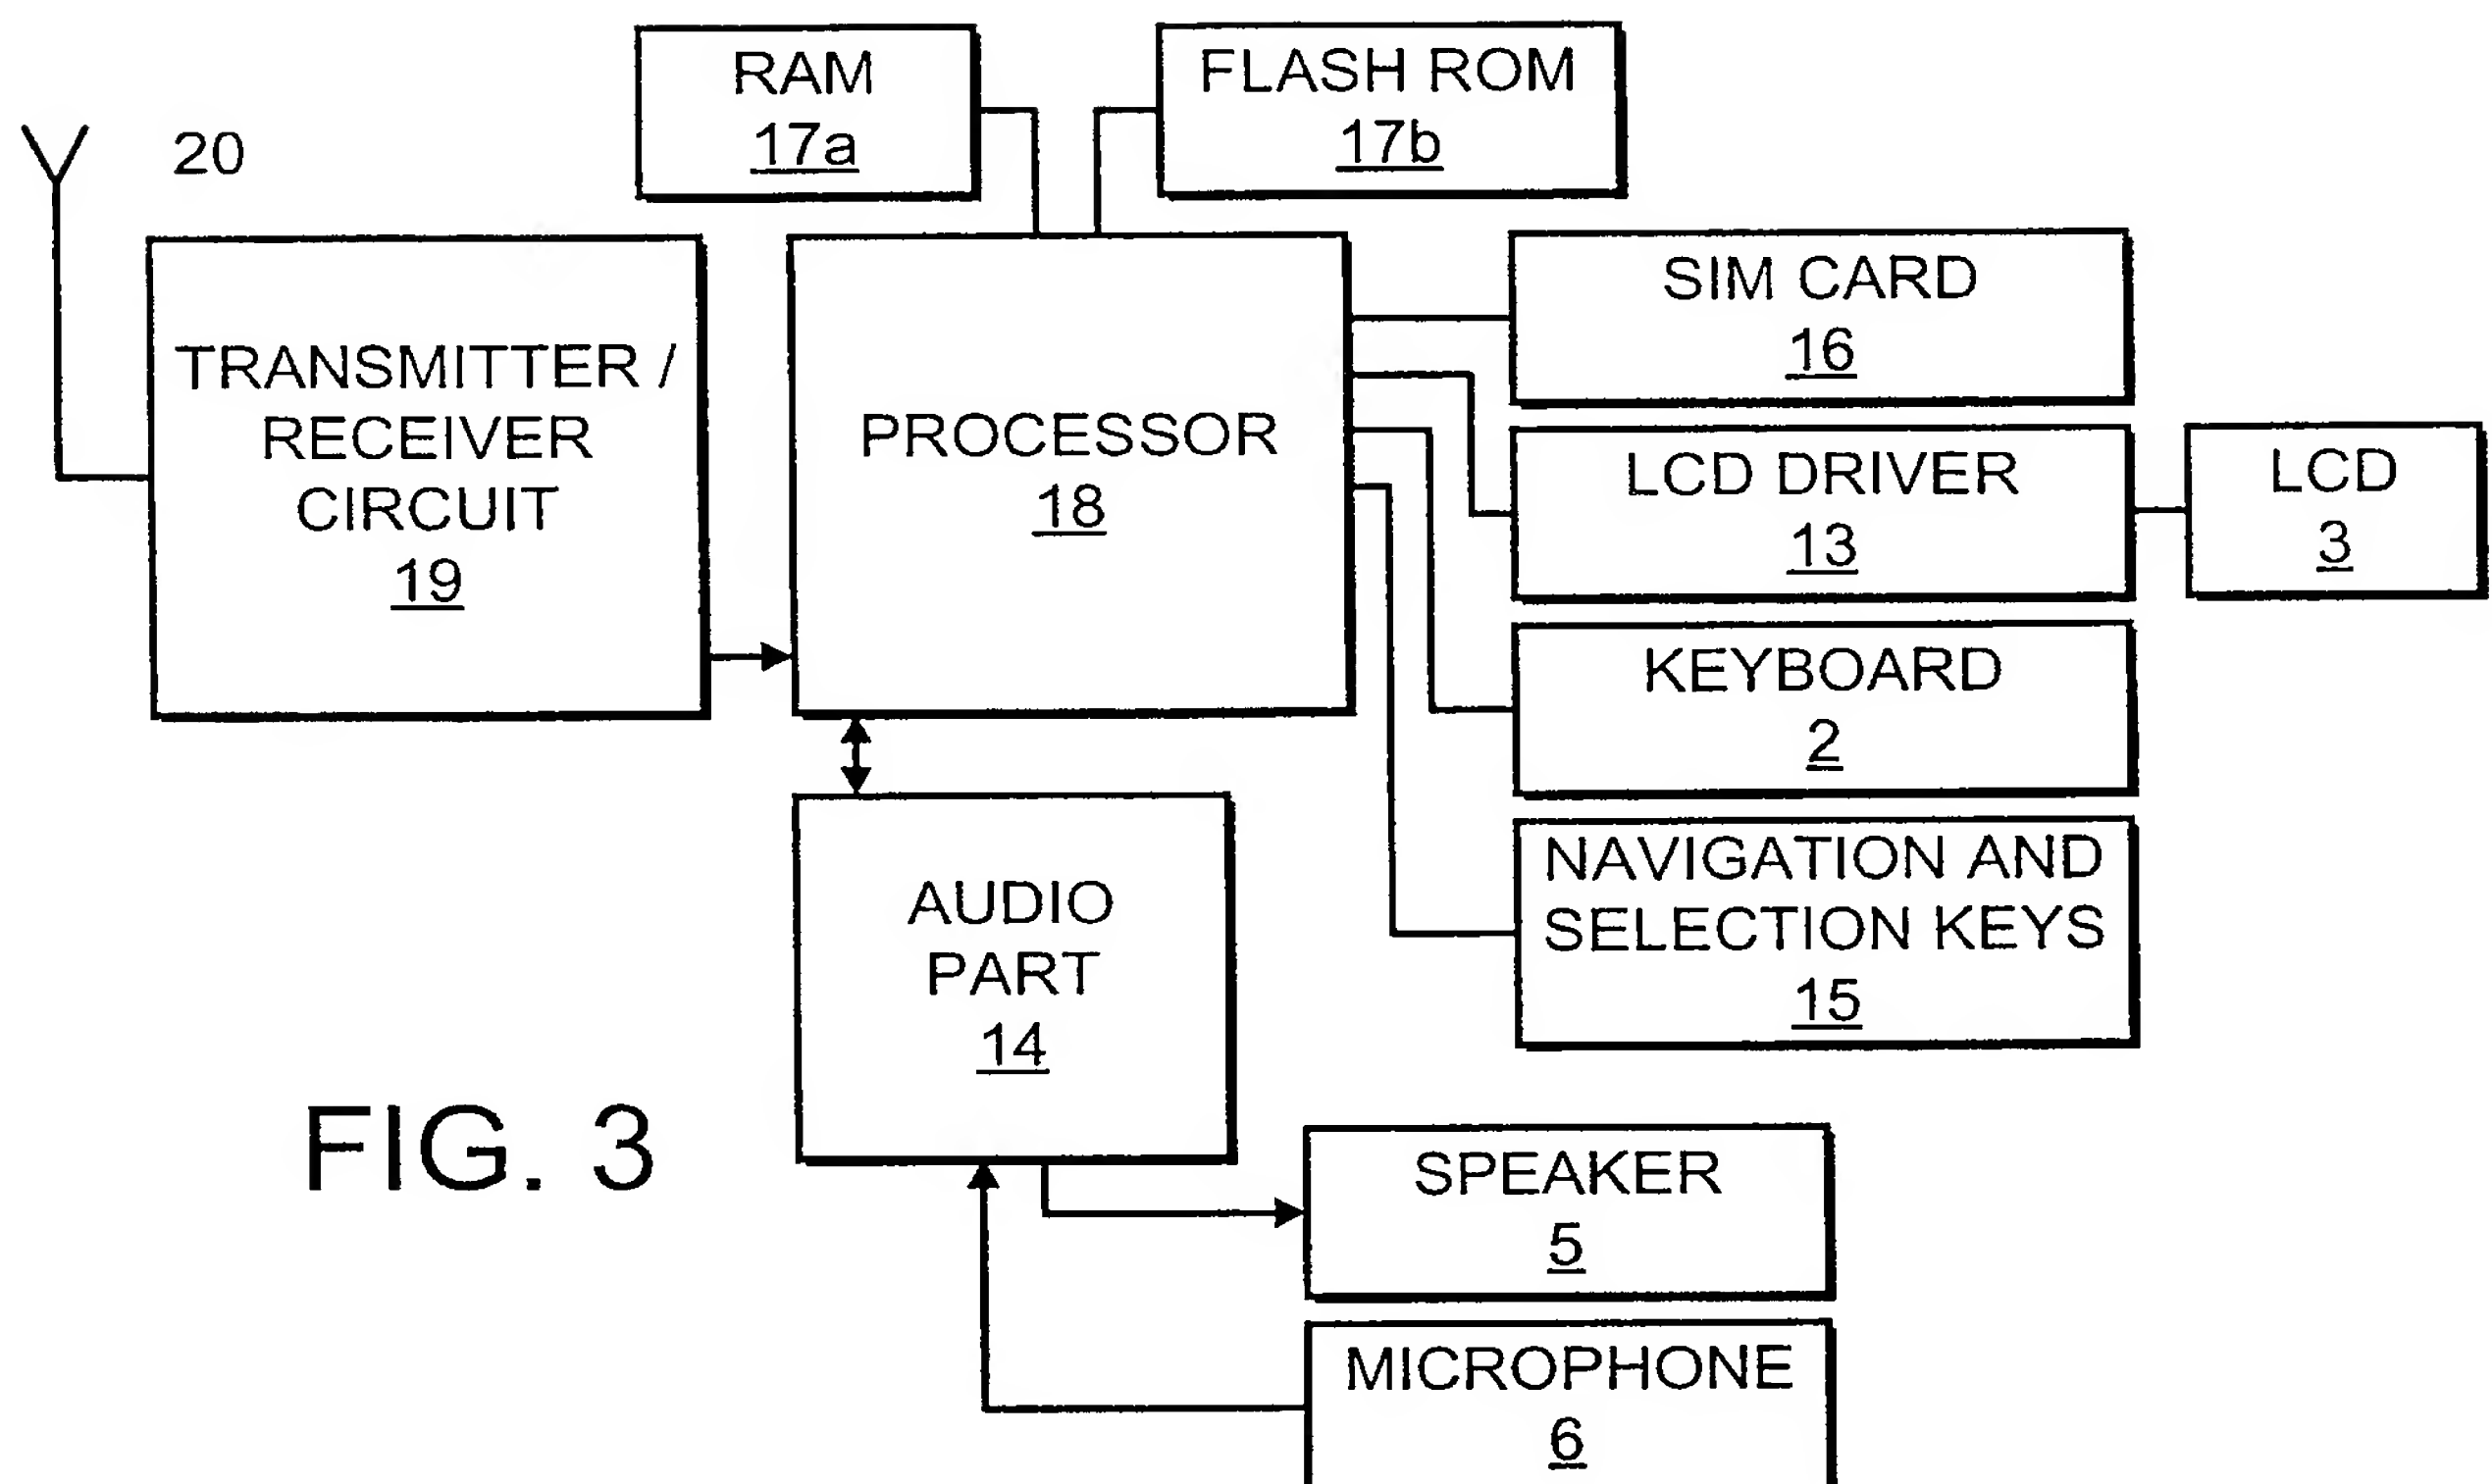 RAM
17a
FLASH ROM
17b
20
TRANSMITTER /
RECEIVER
CIRCUIT
19
PROCESSOR
18
SIM CARD
16
LCD DRIVER
13
LCD
3
KEYBOARD
2
NAVIGATION AND
SELECTION KEYS
15
AUDIO
PART
14
FIG. 3
SPEAKER
5
MICROPHONE
6